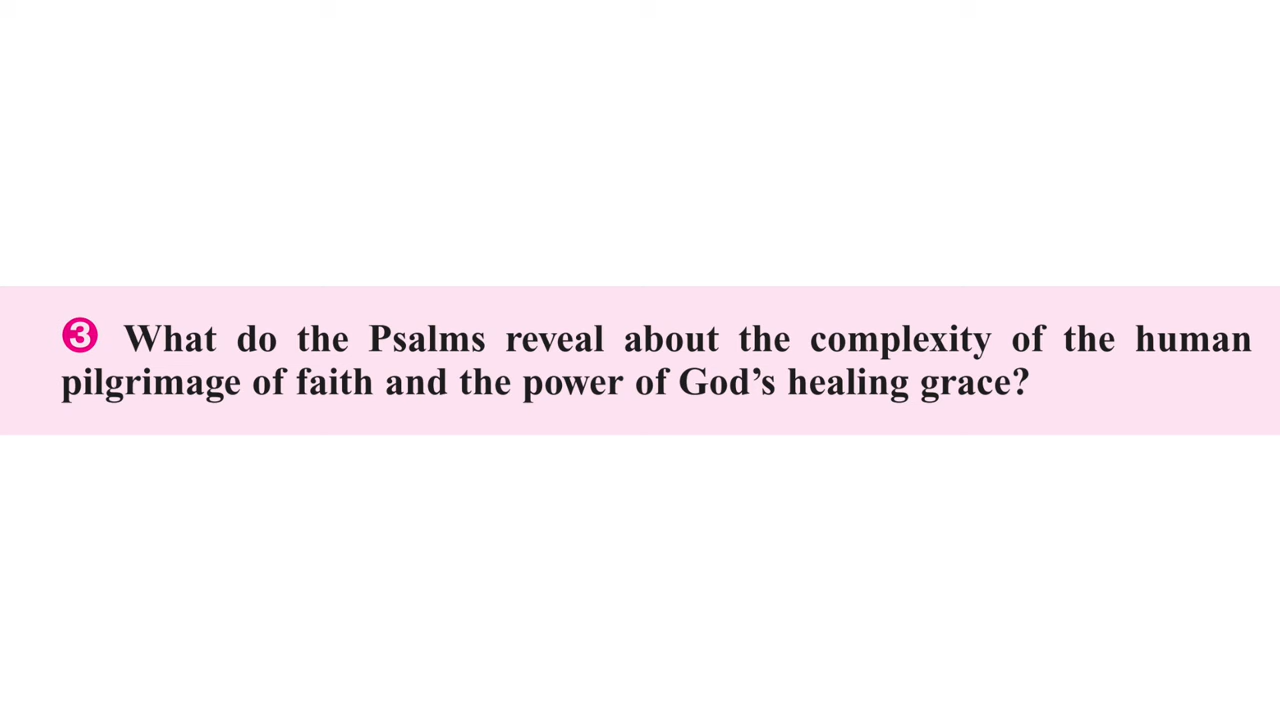 ❸ What do the Psalms reveal about the complexity of the human
pilgrimage of faith and the power of God’s healing grace?